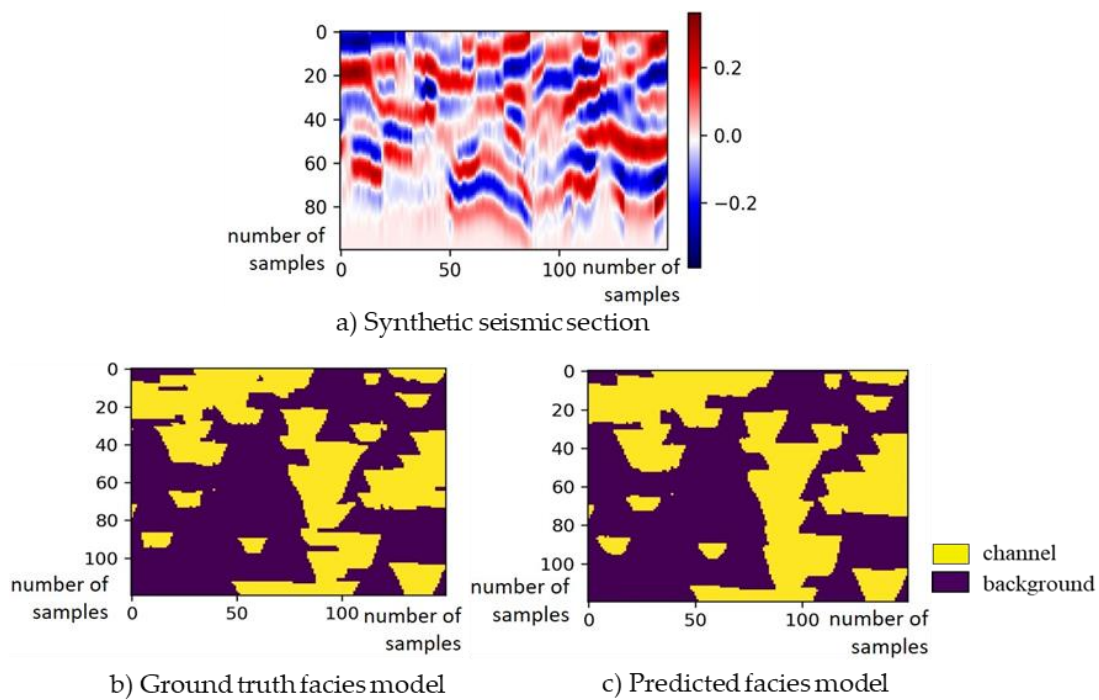 0
20
40
60
80
number of
samples
0
50
100
number of
samples
0.2
0.0
−0.2
a) Synthetic seismic section
0
20
40
60
80
100
number of
samples
0
50
100
number of
samples
b) Ground truth facies model
0
20
40
60
80
100
number of
samples
0
50
100
number of
samples
c) Predicted facies model
channel
background